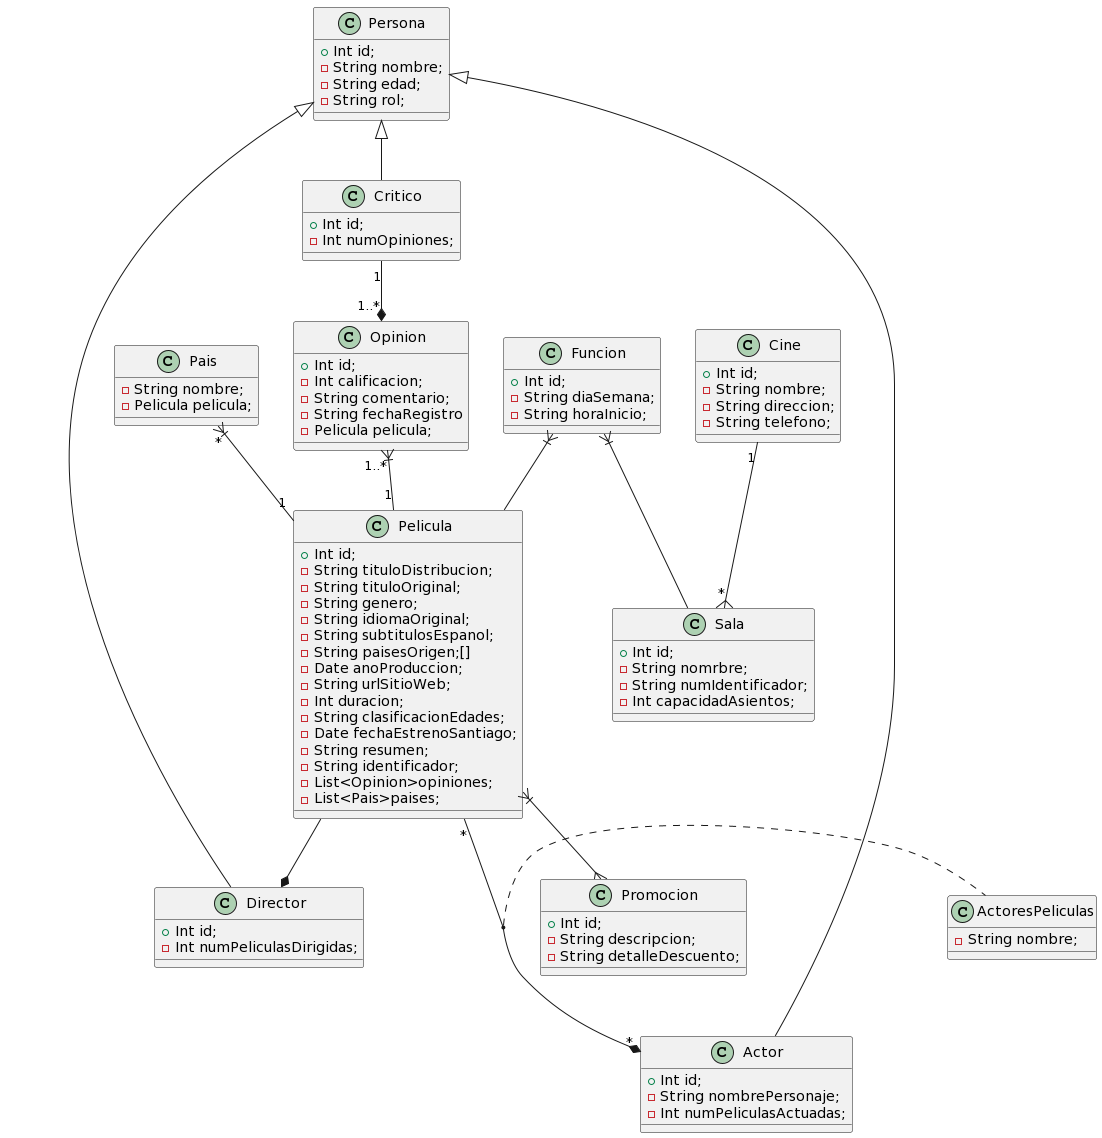 C Persona
Int id;
String nombre;
String edad;
String rol;
C Critico
Int id;
Int numOpiniones;
1
1..*
C Pais
String nombre;
Pelicula pelicula;
*
1
C Opinion
Int id;
Int calificacion;
String comentario;
String fechaRegistro
Pelicula pelicula;
1..*
1
C Funcion
Int id;
String diaSemana;
String horaInicio;
C Cine
Int id;
String nombre;
String direccion;
String telefono;
1
*
C Pelicula
Int id;
String tituloDistribucion;
String tituloOriginal;
String genero;
String idiomaOriginal;
String subtitulosEspanol;
String paisesOrigen;[]
Date anoProduccion;
String urlSitioWeb;
Int duracion;
String clasificacionEdades;
Date fechaEstrenoSantiago;
String resumen;
String identificador;
List<Opinion>opiniones;
List<Pais>paises;
*
C Sala
Int id;
String nomrbre;
String numIdentificador;
Int capacidadAsientos;
C Director
Int id;
Int numPeliculasDirigidas;
C Promocion
Int id;
String descripcion;
String detalleDescuento;
C ActoresPeliculas
String nombre;
*
C Actor
Int id;
String nombrePersonaje;
Int numPeliculasActuadas;